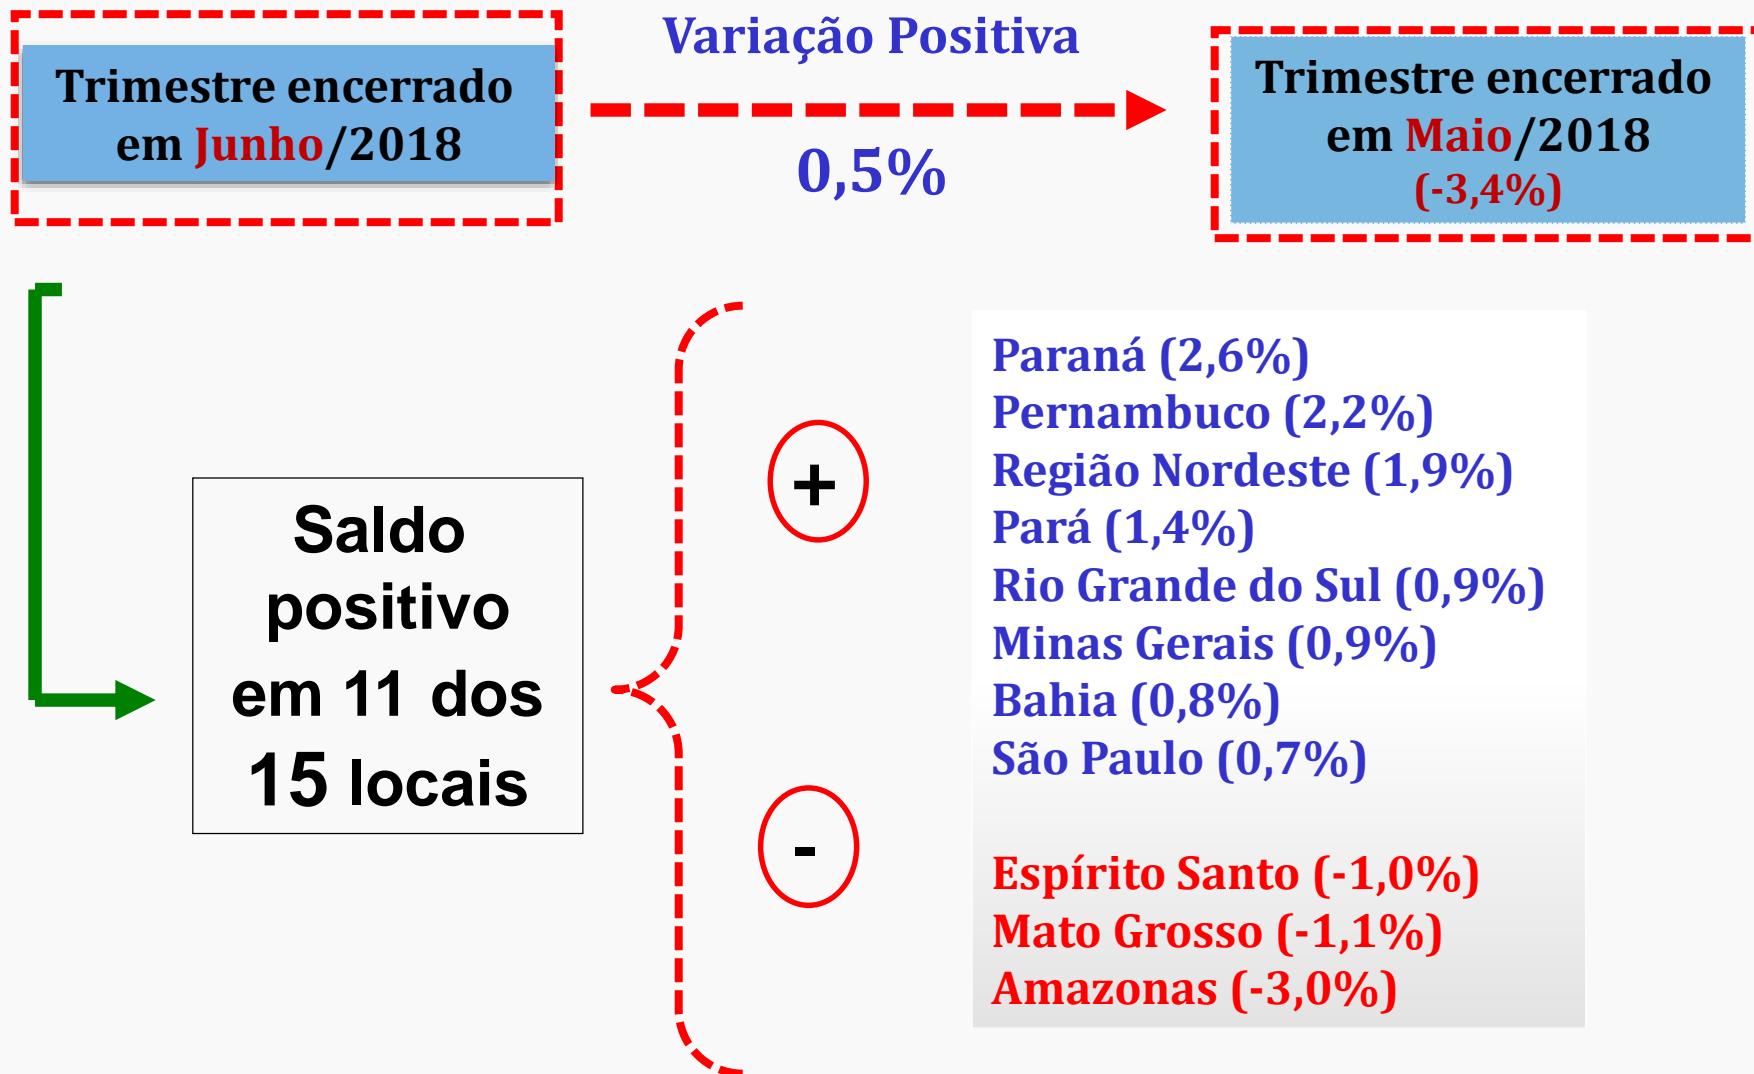 Trimestre encerrado
em Junho/2018
Variação Positiva
0,5%
Trimestre encerrado
em Maio/2018
(-3,4%)
Saldo
positivo
em 11 dos
15 locais
+
Paraná (2,6%)
Pernambuco (2,2%)
Região Nordeste (1,9%)
Pará (1,4%)
Rio Grande do Sul (0,9%)
Minas Gerais (0,9%)
Bahia (0,8%)
São Paulo (0,7%)
-
Espírito Santo (-1,0%)
Mato Grosso (-1,1%)
Amazonas (-3,0%)